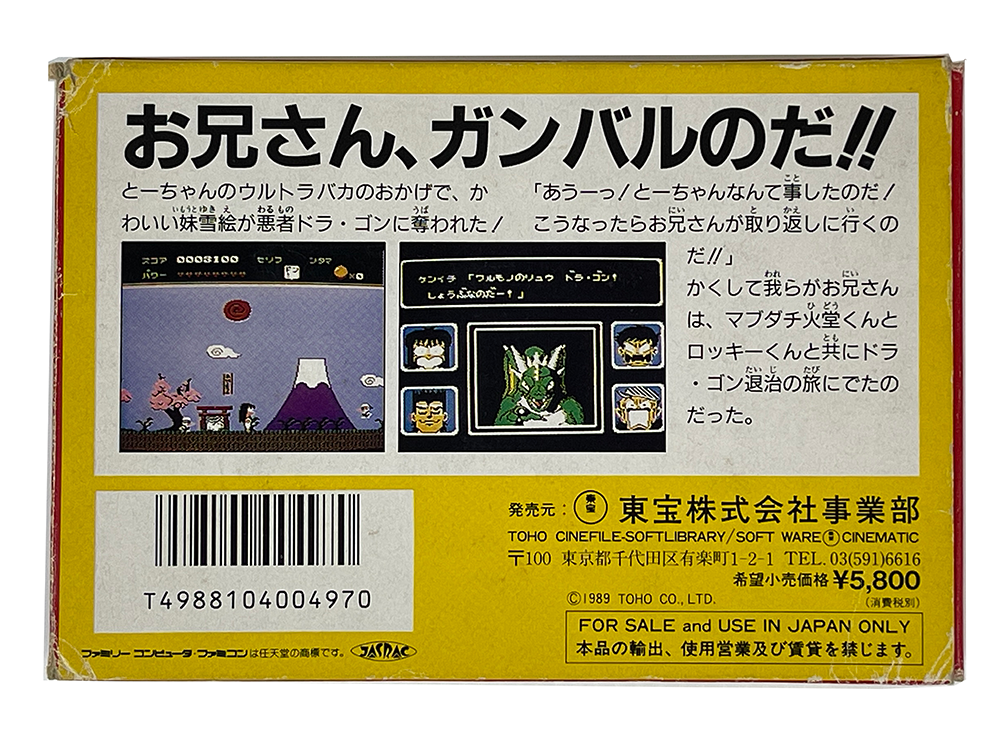 お兄さん、ガンバルのだ!!
とーちゃんのウルトラバカのおかげで、か
わいい妹雪絵が悪者ドラ・ゴンに奪われた!
「あうーっ!とーちゃんなんて事したのだ!
こうなったらお兄さんが取り返しに行くの
だ!!」
かくして我らがお兄さん
は、マブダチ火堂くんと
ロッキーくんと共にドラ
・ゴン退治の旅にでたの
だった。
スコア 0003100 セリフ ンタマ
パワー ×0
ケンイチ 「ワルモノのリュウ ドラ・ゴン!
しょうぶなのだー!」
T4988104004970
ファミリーコンピュータ・ファミコンは任天堂の商標です。 JASRAC
発売元: 東宝 東宝株式会社事業部
TOHO CINEFILE-SOFTLIBRARY/SOFT WARE CINEMATIC
〒100 東京都千代田区有楽町1-2-1 TEL.03(591)6616
希望小売価格 ¥5,800
(消費税別)
©1989 TOHO CO., LTD.
FOR SALE and USE IN JAPAN ONLY
本品の輸出、使用営業及び賃貸を禁じます。